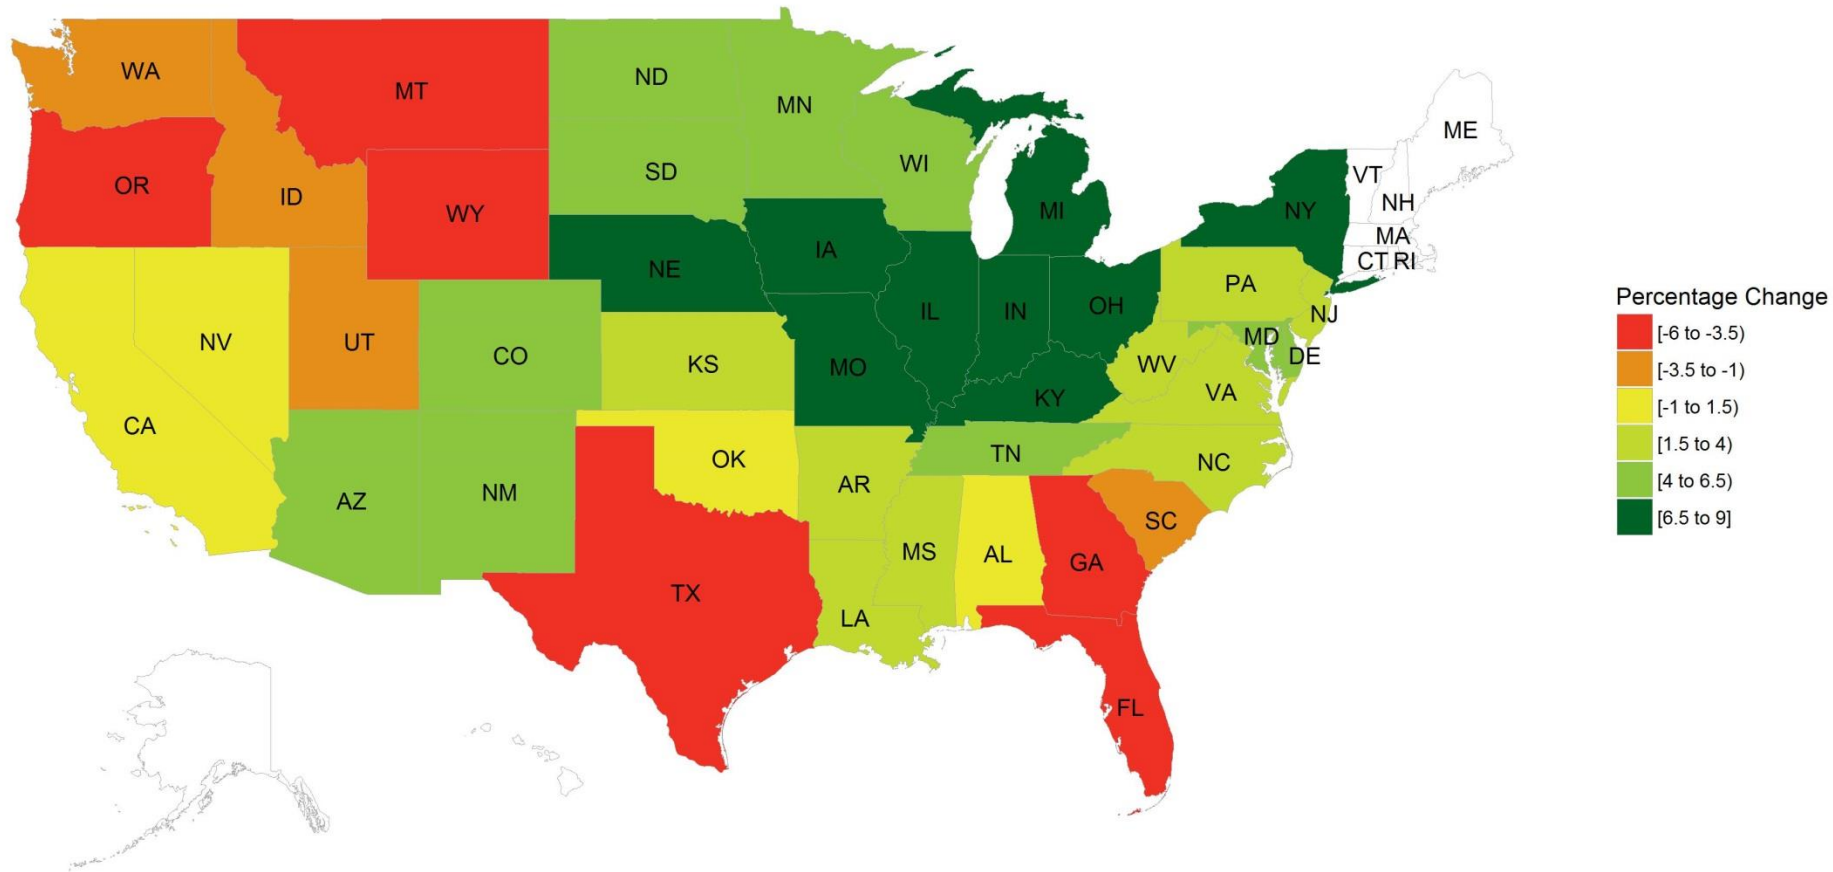 WA
MT
ND
MN
ME
OR
ID
WY
SD
WI
VT
NH
MI
NY
MA
CT
RI
NE
IA
IL
IN
OH
PA
NJ
NV
UT
CO
KS
MO
KY
WV
MD
DE
VA
CA
AZ
NM
OK
AR
TN
NC
MS
AL
GA
SC
TX
LA
FL
Percentage Change
[-6 to -3.5)
[-3.5 to -1)
[-1 to 1.5)
[1.5 to 4)
[4 to 6.5)
[6.5 to 9]